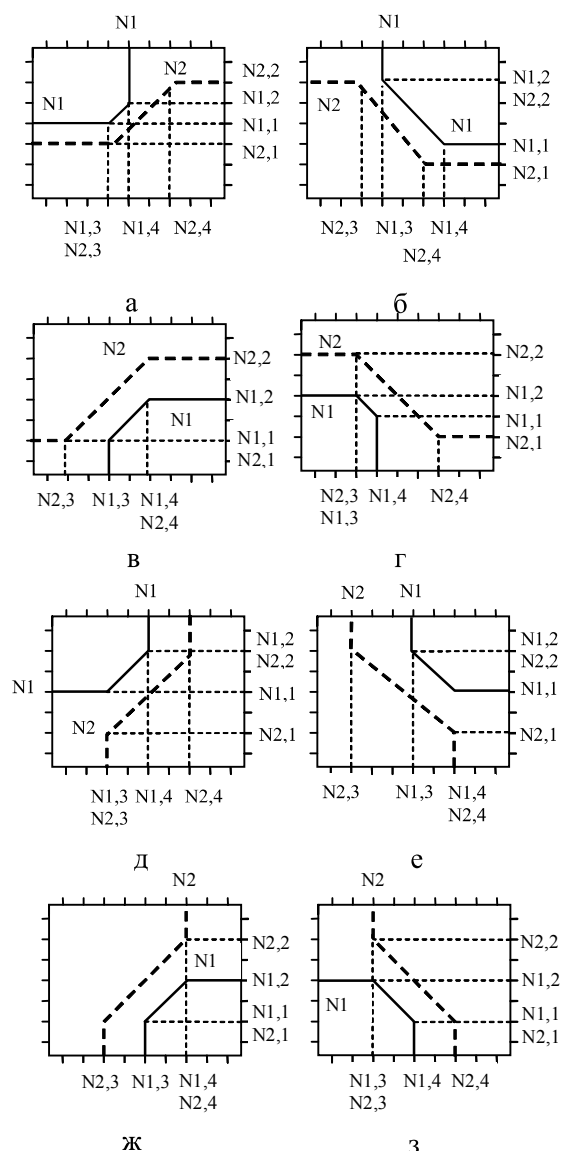 N1
N2
N2,2
N1,2
N1
N1,1
N2,1
N1,3 N1,4 N2,4
N2,3
а
N1
N1,2
N2
N2,2
N1
N1,1
N2,1
N2,3 N1,3 N1,4
N2,4
б
N2
N2,2
N1,2
N1
N1,1
N2,1
N2,3 N1,3 N1,4
N2,4
в
N2
N2,2
N1,2
N1
N1,1
N2,1
N2,3 N1,4 N2,4
N1,3
г
N1
N1,2
N2,2
N1
N1,1
N2
N2,1
N1,3 N1,4 N2,4
N2,3
д
N2 N1
N1,2
N2,2
N1,1
N2,1
N2,3 N1,3 N1,4
N2,4
е
N2
N2,2
N1
N1,2
N1,1
N2,1
N2,3 N1,3 N1,4
N2,4
ж
N2
N2,2
N1,2
N1
N1,1
N2,1
N1,3 N1,4 N2,4
N2,3
з